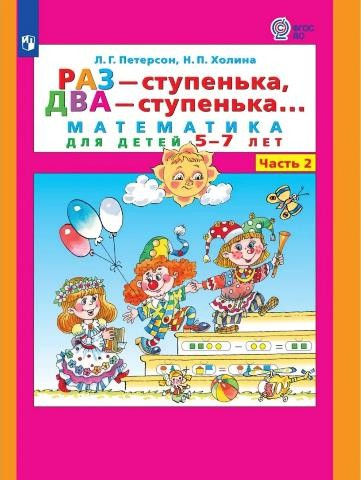 Л. Г. Петерсон, Н. П. Холина
ФГОС
ДО
РАЗ — ступенька,
ДВА — ступенька...
МАТЕМАТИКА
ДЛЯ ДЕТЕЙ 5–7 ЛЕТ
Часть 2